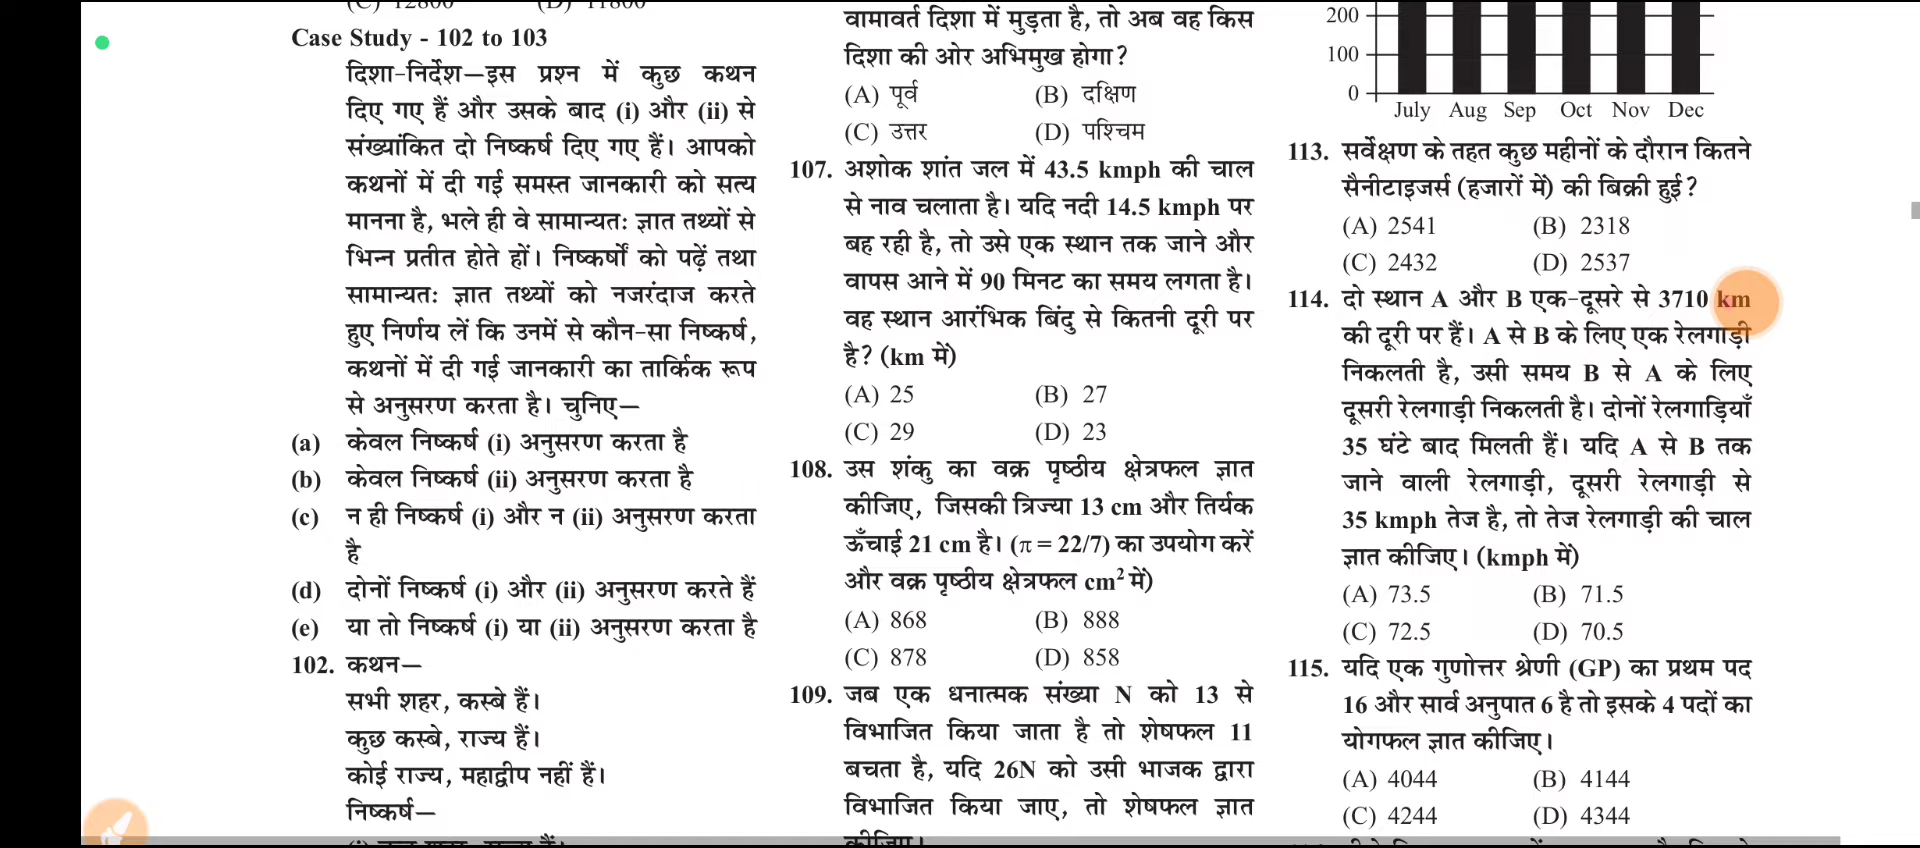 Case Study - 102 to 103
दिशा-निर्देश—इस प्रश्न में कुछ कथन
दिए गए हैं और उसके बाद (i) और (ii) से
संख्यांकित दो निष्कर्ष दिए गए हैं। आपको
कथनों में दी गई समस्त जानकारी को सत्य
मानना है, भले ही वे सामान्यतः ज्ञात तथ्यों से
भिन्न प्रतीत होते हों। निष्कर्षों को पढ़ें तथा
सामान्यतः ज्ञात तथ्यों को नजरंदाज करते
हुए निर्णय लें कि उनमें से कौन-सा निष्कर्ष,
कथनों में दी गई जानकारी का तार्किक रूप
से अनुसरण करता है। चुनिए—
(a) केवल निष्कर्ष (i) अनुसरण करता है
(b) केवल निष्कर्ष (ii) अनुसरण करता है
(c) न ही निष्कर्ष (i) और न (ii) अनुसरण करता
है
(d) दोनों निष्कर्ष (i) और (ii) अनुसरण करते हैं
(e) या तो निष्कर्ष (i) या (ii) अनुसरण करता है
102. कथन—
सभी शहर, कस्बे हैं।
कुछ कस्बे, राज्य हैं।
कोई राज्य, महाद्वीप नहीं हैं।
निष्कर्ष—
वामावर्त दिशा में मुड़ता है, तो अब वह किस
दिशा की ओर अभिमुख होगा?
(A) पूर्व (B) दक्षिण
(C) उत्तर (D) पश्चिम
107. अशोक शांत जल में 43.5 kmph की चाल
से नाव चलाता है। यदि नदी 14.5 kmph पर
बह रही है, तो उसे एक स्थान तक जाने और
वापस आने में 90 मिनट का समय लगता है।
वह स्थान आरंभिक बिंदु से कितनी दूरी पर
है? (km में)
(A) 25 (B) 27
(C) 29 (D) 23
108. उस शंकु का वक्र पृष्ठीय क्षेत्रफल ज्ञात
कीजिए, जिसकी त्रिज्या 13 cm और तिर्यक
ऊँचाई 21 cm है। (π = 22/7) का उपयोग करें
और वक्र पृष्ठीय क्षेत्रफल cm² में)
(A) 868 (B) 888
(C) 878 (D) 858
109. जब एक धनात्मक संख्या N को 13 से
विभाजित किया जाता है तो शेषफल 11
बचता है, यदि 26N को उसी भाजक द्वारा
विभाजित किया जाए, तो शेषफल ज्ञात
कीजिए।
200
100
0
July Aug Sep Oct Nov Dec
113. सर्वेक्षण के तहत कुछ महीनों के दौरान कितने
सैनीटाइजर्स (हजारों में) की बिक्री हुई?
(A) 2541 (B) 2318
(C) 2432 (D) 2537
114. दो स्थान A और B एक-दूसरे से 3710 km
की दूरी पर हैं। A से B के लिए एक रेलगाड़ी
निकलती है, उसी समय B से A के लिए
दूसरी रेलगाड़ी निकलती है। दोनों रेलगाड़ियाँ
35 घंटे बाद मिलती हैं। यदि A से B तक
जाने वाली रेलगाड़ी, दूसरी रेलगाड़ी से
35 kmph तेज है, तो तेज रेलगाड़ी की चाल
ज्ञात कीजिए। (kmph में)
(A) 73.5 (B) 71.5
(C) 72.5 (D) 70.5
115. यदि एक गुणोत्तर श्रेणी (GP) का प्रथम पद
16 और सार्व अनुपात 6 है तो इसके 4 पदों का
योगफल ज्ञात कीजिए।
(A) 4044 (B) 4144
(C) 4244 (D) 4344